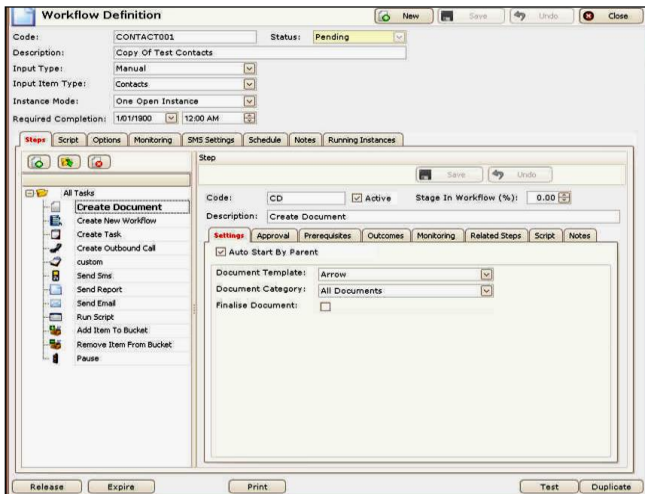 Workflow Definition New Save Undo Close
Code: CONTACT001 Status: Pending
Description: Copy Of Test Contacts
Input Type: Manual
Input Item Type: Contacts
Instance Mode: One Open Instance
Required Completion: 1/01/1900 12:00 AM
Steps Script Options Monitoring SMS Settings Schedule Notes Running Instances
Step
Save Undo
All Tasks
Create Document
Create New Workflow
Create Task
Create Outbound Call
custom
Send Sms
Send Report
Send Email
Run Script
Add Item To Bucket
Remove Item From Bucket
Pause
Code: CD Active Stage In Workflow (%): 0.00
Description: Create Document
Settings Approval Prerequisites Outcomes Monitoring Related Steps Script Notes
Auto Start By Parent
Document Template: Arrow
Document Category: All Documents
Finalise Document:
Release Expire Print Test Duplicate